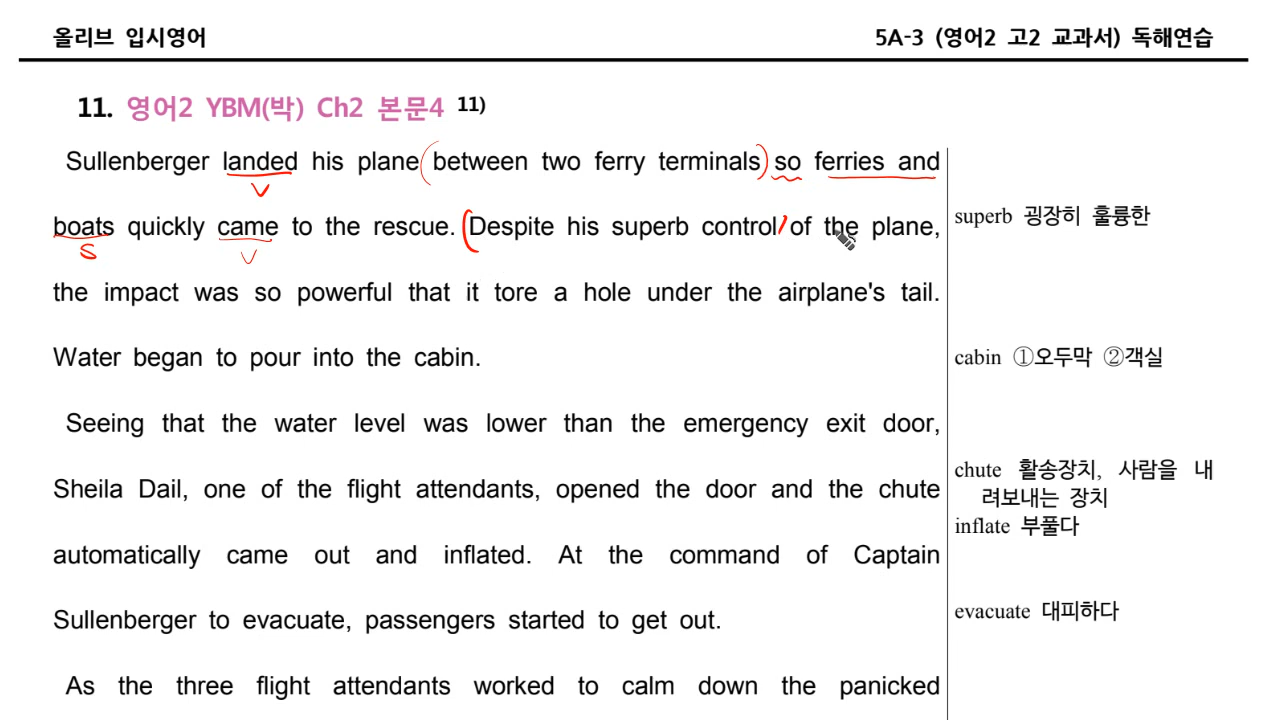 올리브 입시영어
5A-3 (영어2 고2 교과서) 독해연습
11. 영어2 YBM(박) Ch2 본문4 11)
Sullenberger landed his plane between two ferry terminals so ferries and
V
boats quickly came to the rescue. Despite his superb control of the plane,
S V
superb 굉장히 훌륭한
the impact was so powerful that it tore a hole under the airplane's tail.
Water began to pour into the cabin.
cabin ①오두막 ②객실
Seeing that the water level was lower than the emergency exit door,
Sheila Dail, one of the flight attendants, opened the door and the chute
chute 활송장치, 사람을 내
려보내는 장치
automatically came out and inflated. At the command of Captain
inflate 부풀다
Sullenberger to evacuate, passengers started to get out.
evacuate 대피하다
As the three flight attendants worked to calm down the panicked